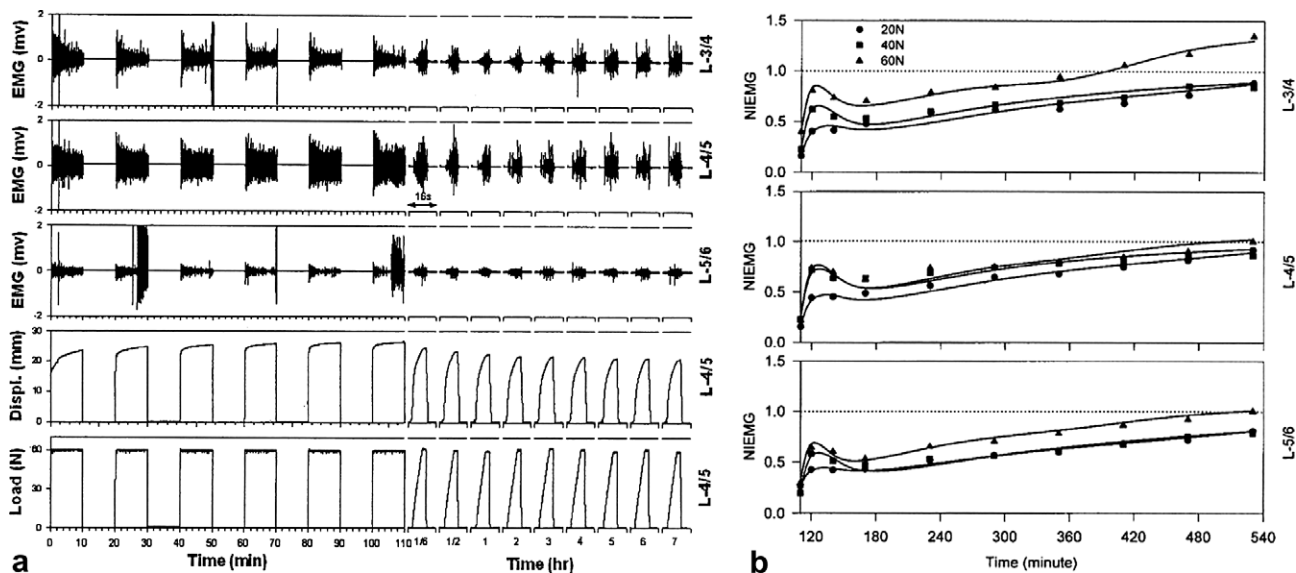 2
0
-2
EMG (mv)
L-3/4
2
0
-2
EMG (mv)
L-4/5
16s
2
0
-2
EMG (mv)
L-5/6
30
20
10
0
Displ. (mm)
L-4/5
0
Load (N)
L-4/5
0 10 20 30 40 50 60 70 80 90 100 110 1/6 1/2 1 2 3 4 5 6 7
Time (min) Time (hr)
a
20N
40N
60N
1.5
1.0
0.5
0.0
NIEMG
L-3/4
1.5
1.0
0.5
0.0
NIEMG
L-4/5
1.5
1.0
0.5
0.0
NIEMG
L-5/6
120 180 240 300 360 420 480 540
Time (minute)
b